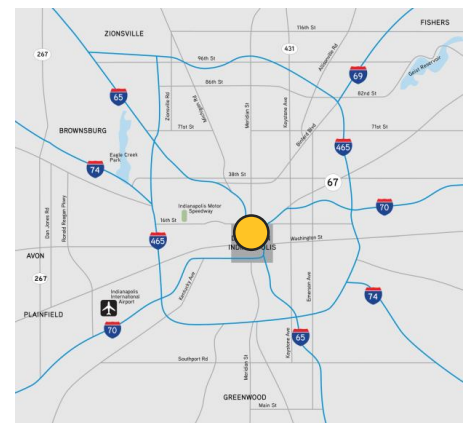 ZIONSVILLE
FISHERS
116th St
267
431
96th St
Allisonville Rd
Geist Reservoir
69
86th St
82nd St
65
Zionsville Rd
Michigan Rd
Meridian St
Keystone Ave
Binford Blvd
BROWNSBURG
71st St
71st St
465
Eagle Creek
Park
74
38th St
67
70
Dan Jones Rd
Ronald Reagan Pkwy
Indianapolis Motor
Speedway
16th St
465
Washington St
INDIANAPOLIS
AVON
267
Kentucky Ave
Emerson Ave
Indianapolis
International
Airport
74
PLAINFIELD
70
65
Keystone Ave
Southport Rd
Meridian St
GREENWOOD
Main St